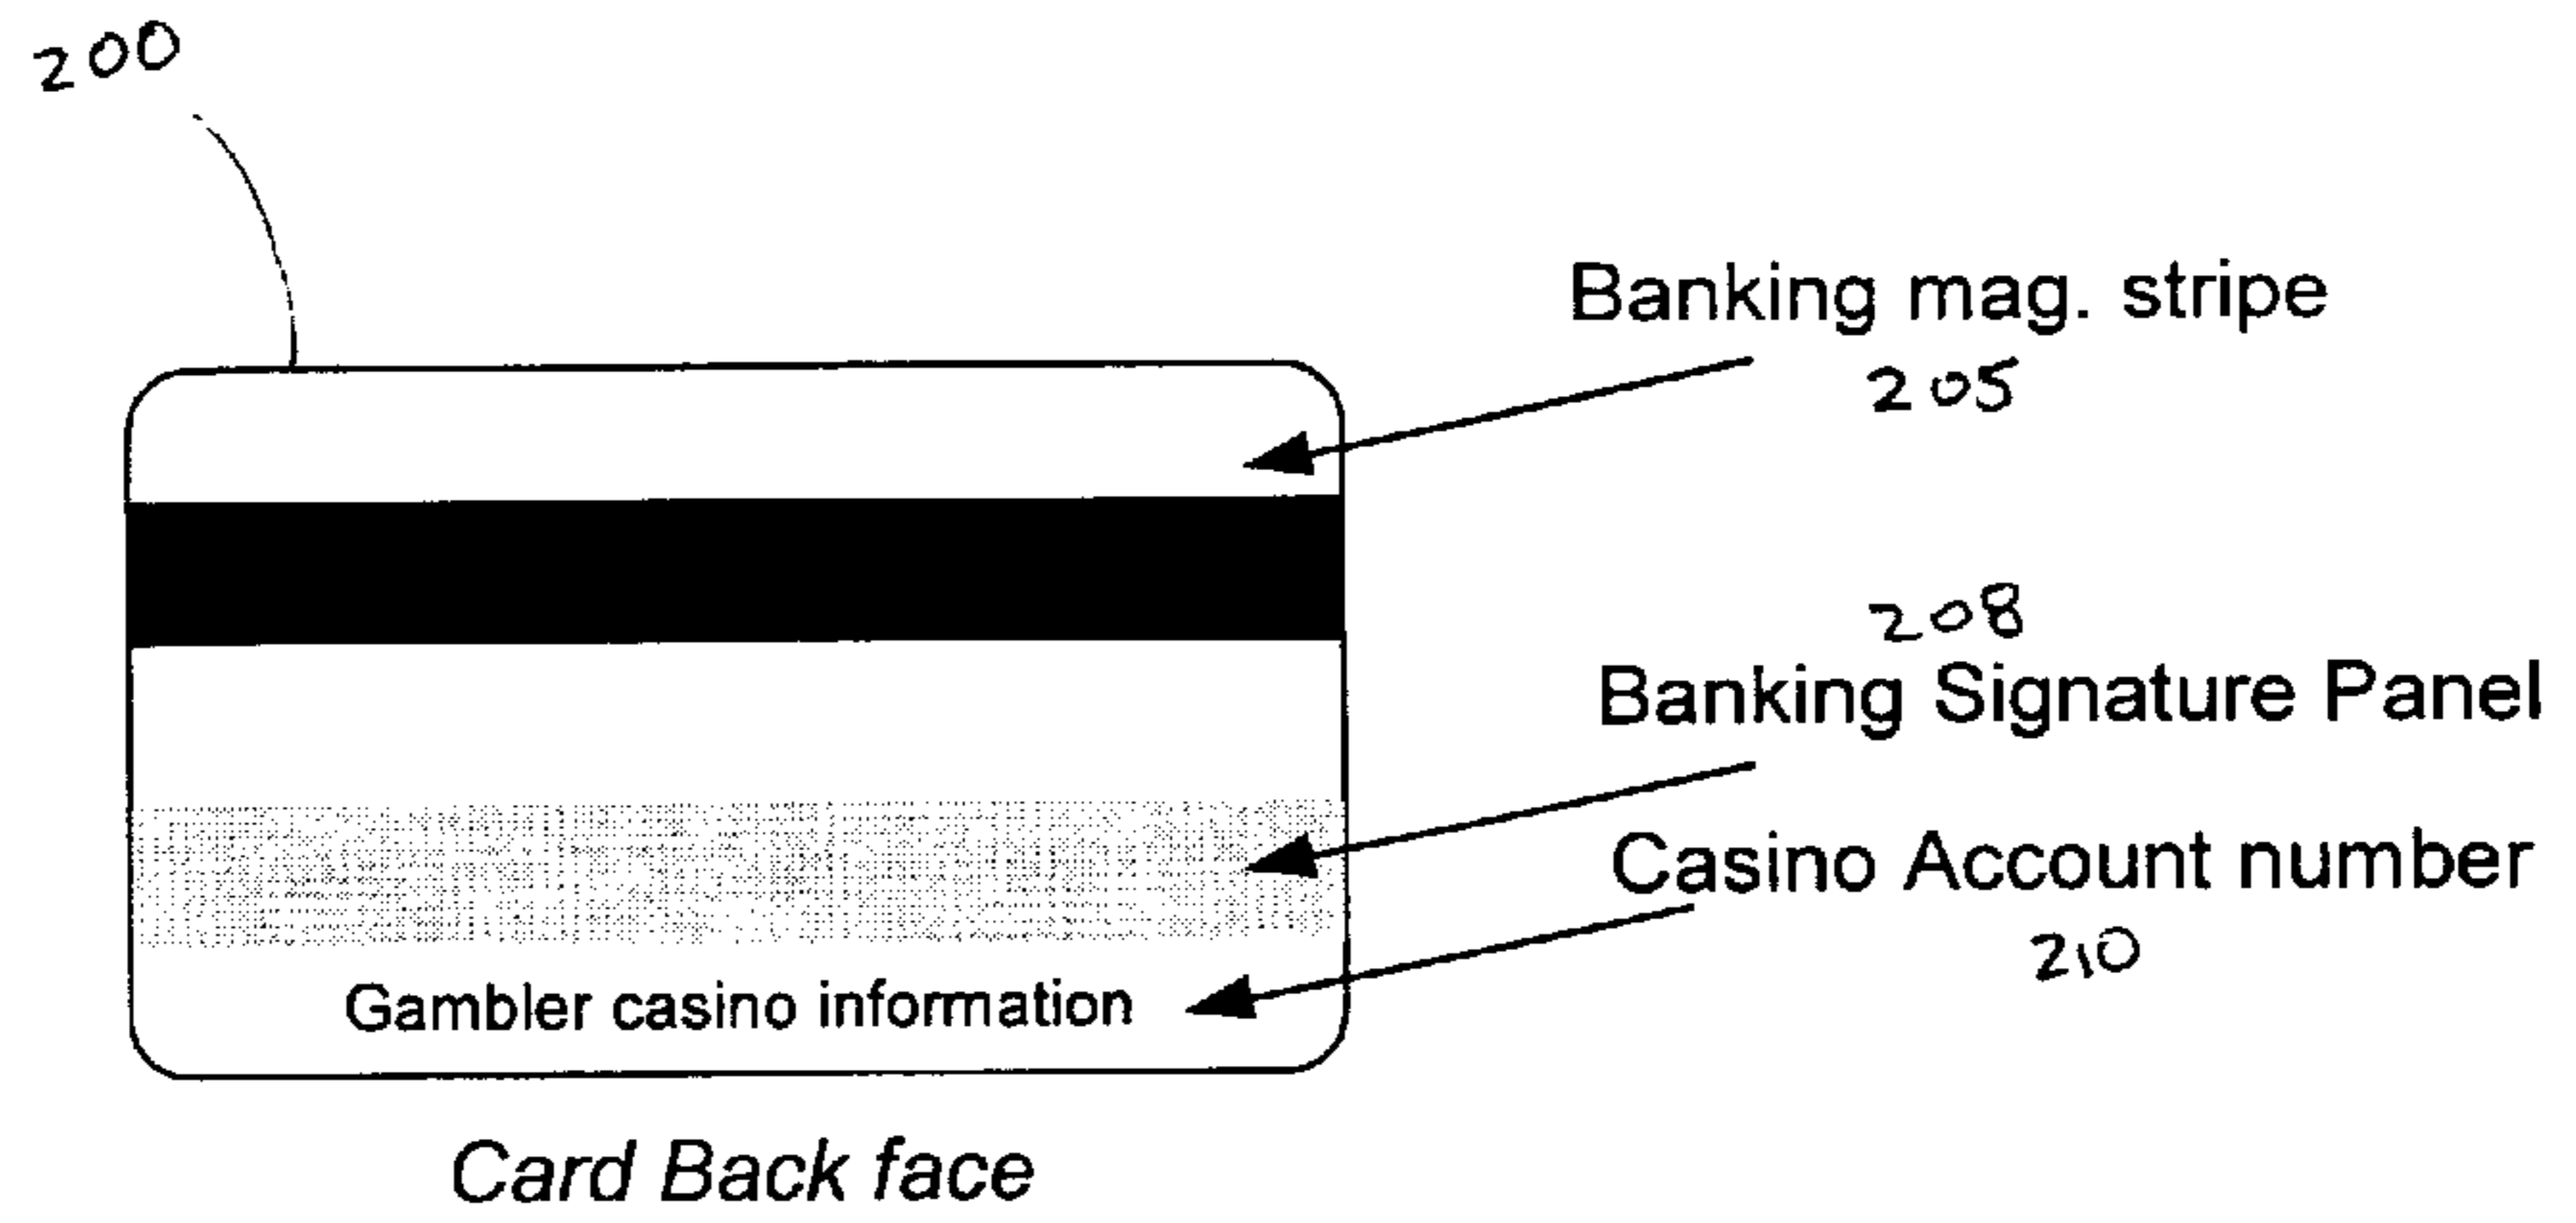 200
Banking mag. stripe
205
208
Banking Signature Panel
Casino Account number
210
Gambler casino information
Card Back face